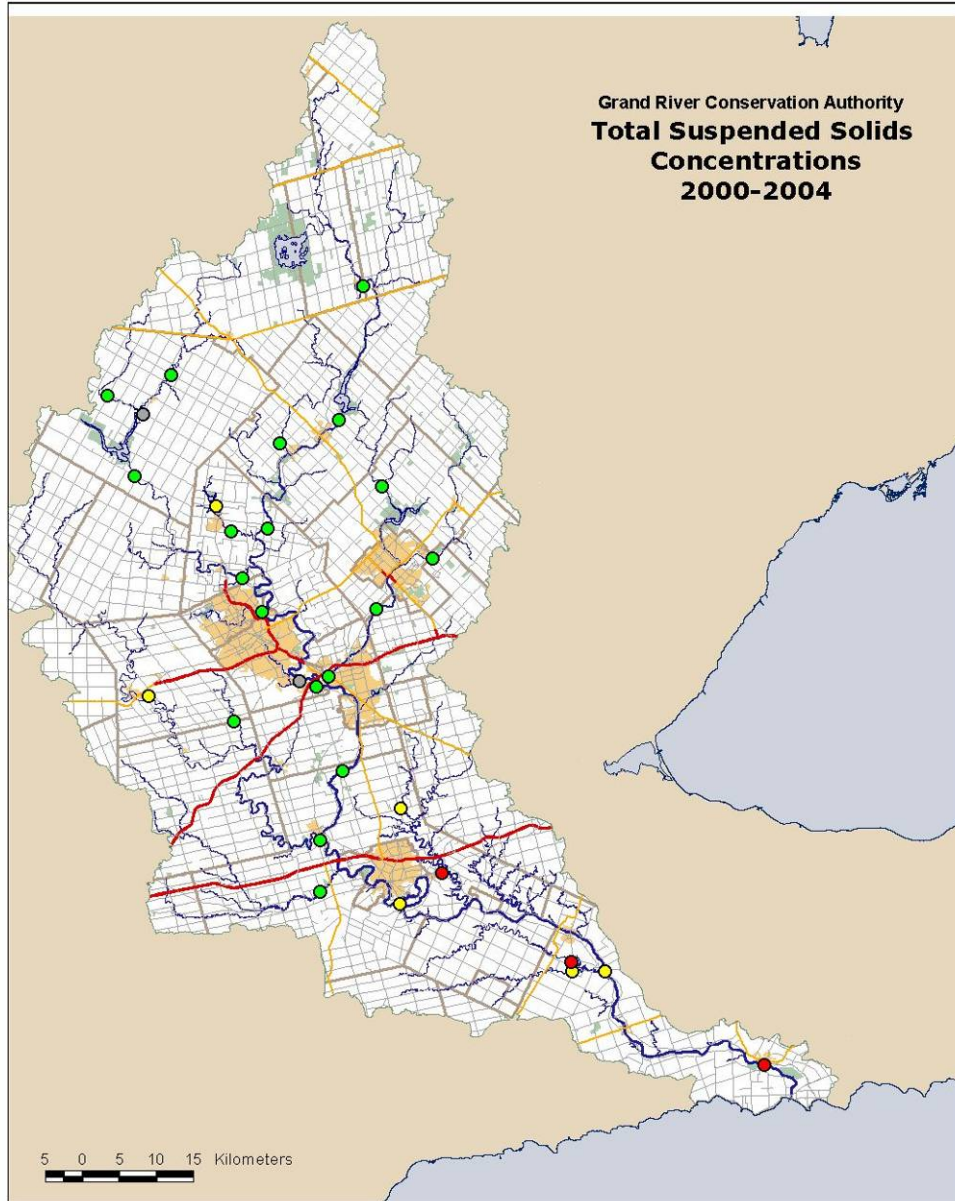 Grand River Conservation Authority
Total Suspended Solids
Concentrations
2000-2004
5 0 5 10 15 Kilometers